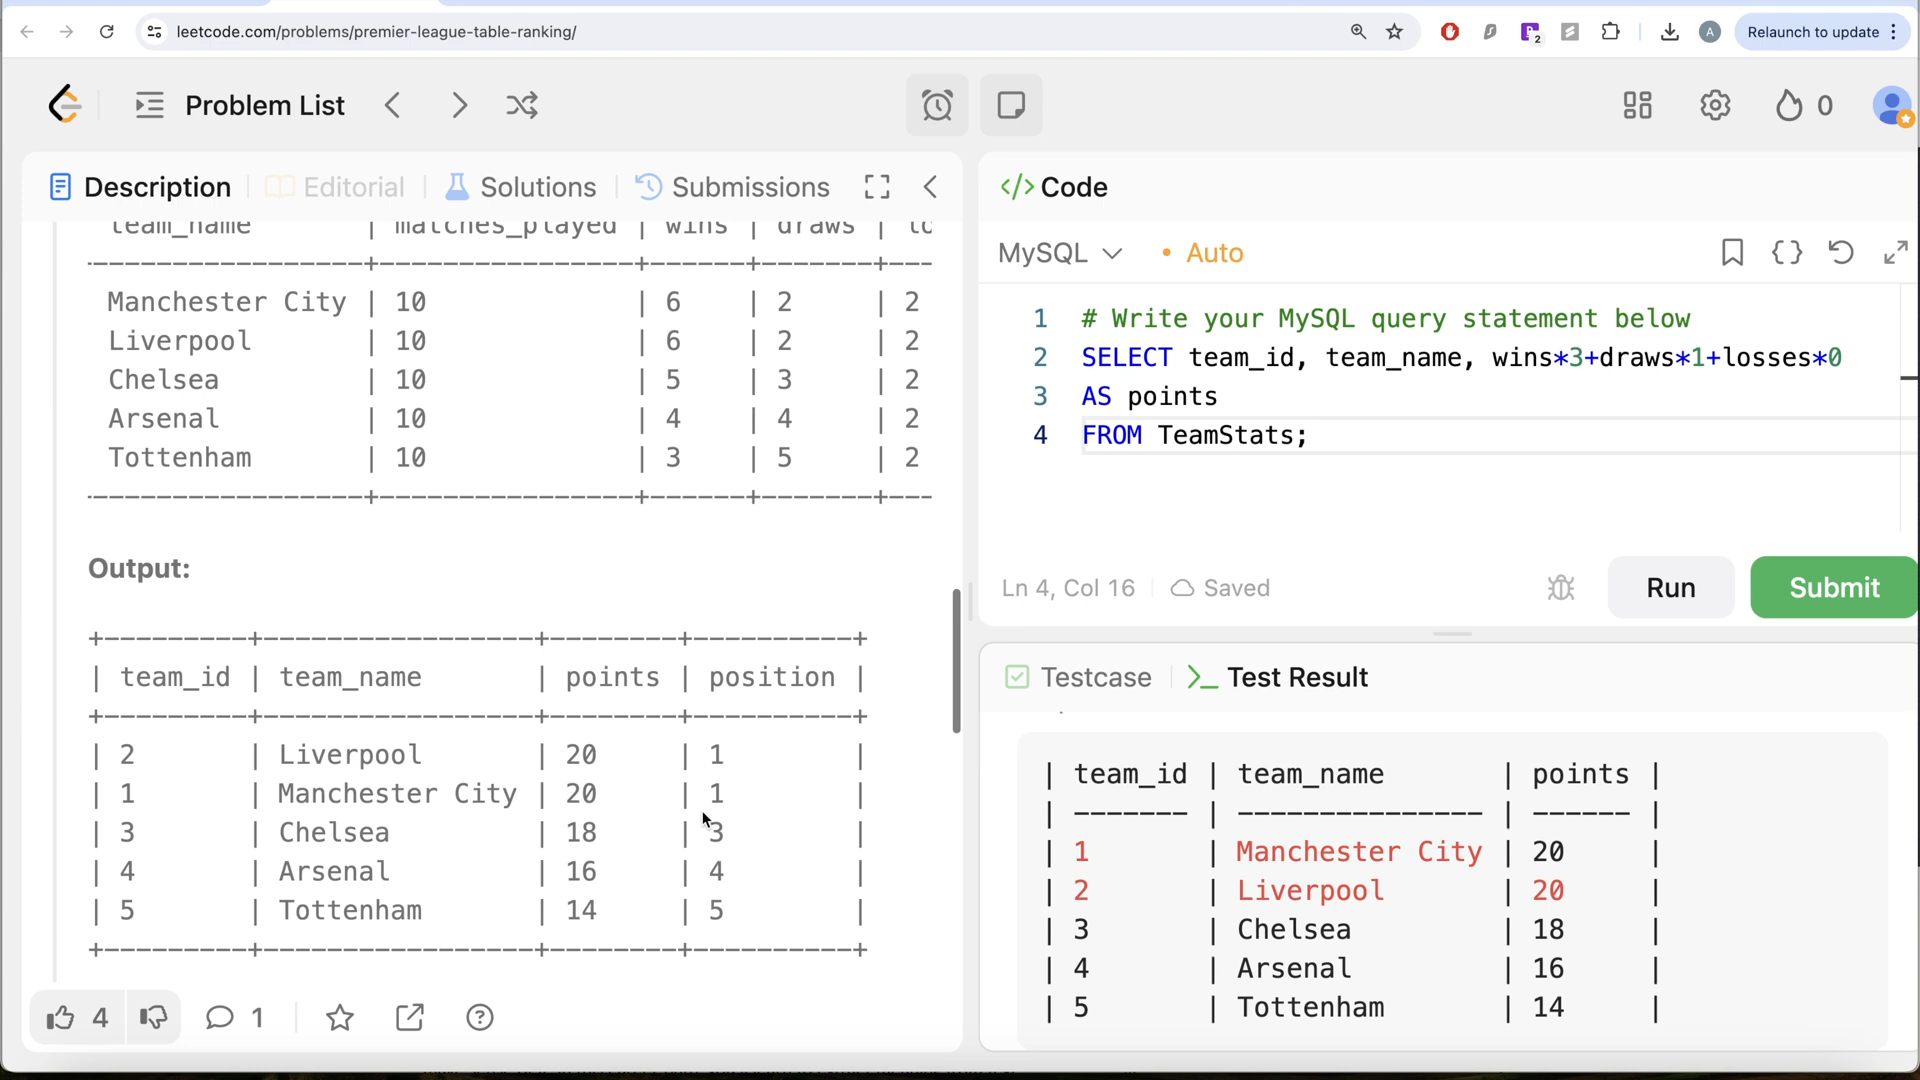 leetcode.com/problems/premier-league-table-ranking/
2
A
Relaunch to update
Problem List
0
Description
Editorial
Solutions
Submissions
team_name | matches_played | wins | draws | lo
-----------------+----------------+------+-------+---
Manchester City | 10 | 6 | 2 | 2
Liverpool | 10 | 6 | 2 | 2
Chelsea | 10 | 5 | 3 | 2
Arsenal | 10 | 4 | 4 | 2
Tottenham | 10 | 3 | 5 | 2
-----------------+----------------+------+-------+---
Output:
+---------+-----------------+--------+----------+
| team_id | team_name | points | position |
+---------+-----------------+--------+----------+
| 2 | Liverpool | 20 | 1 |
| 1 | Manchester City | 20 | 1 |
| 3 | Chelsea | 18 | 3 |
| 4 | Arsenal | 16 | 4 |
| 5 | Tottenham | 14 | 5 |
+---------+-----------------+--------+----------+
4
1
</> Code
MySQL
Auto
1 # Write your MySQL query statement below
2 SELECT team_id, team_name, wins*3+draws*1+losses*0
3 AS points
4 FROM TeamStats;
Ln 4, Col 16
Saved
Run
Submit
Testcase
Test Result
| team_id | team_name | points |
| ------- | --------------- | ------ |
| 1 | Manchester City | 20 |
| 2 | Liverpool | 20 |
| 3 | Chelsea | 18 |
| 4 | Arsenal | 16 |
| 5 | Tottenham | 14 |